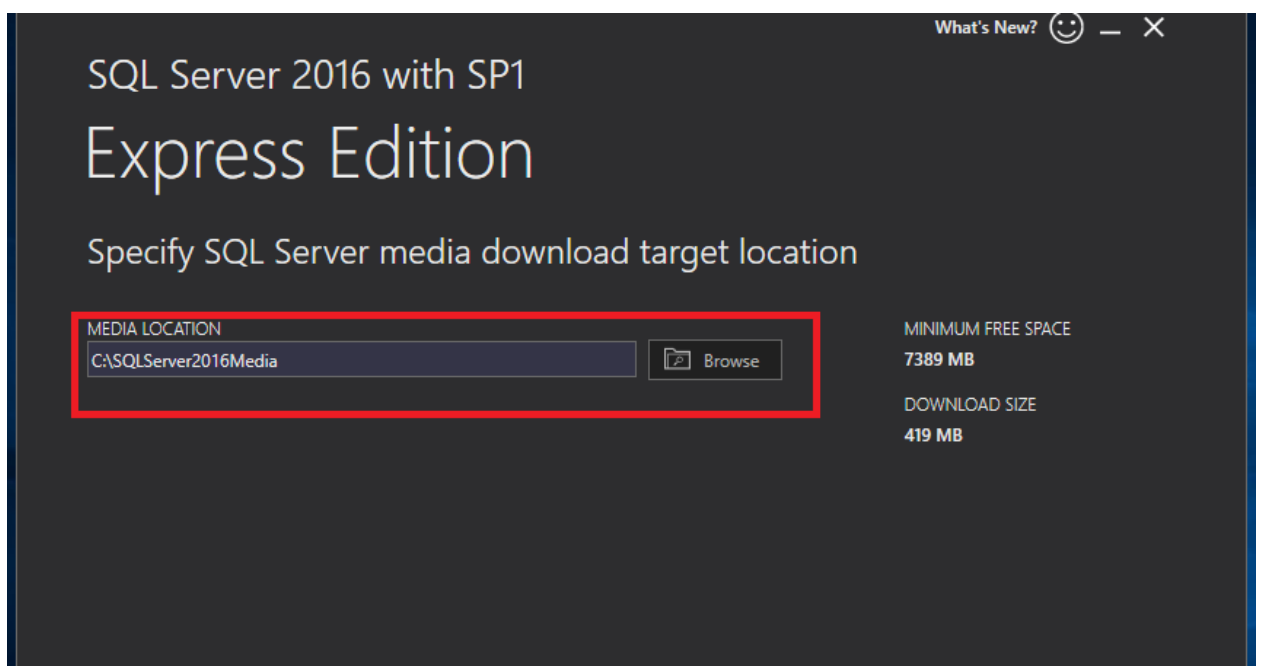 What's New?
SQL Server 2016 with SP1
Express Edition
Specify SQL Server media download target location
MEDIA LOCATION
C:\SQLServer2016Media
Browse
MINIMUM FREE SPACE
7389 MB
DOWNLOAD SIZE
419 MB